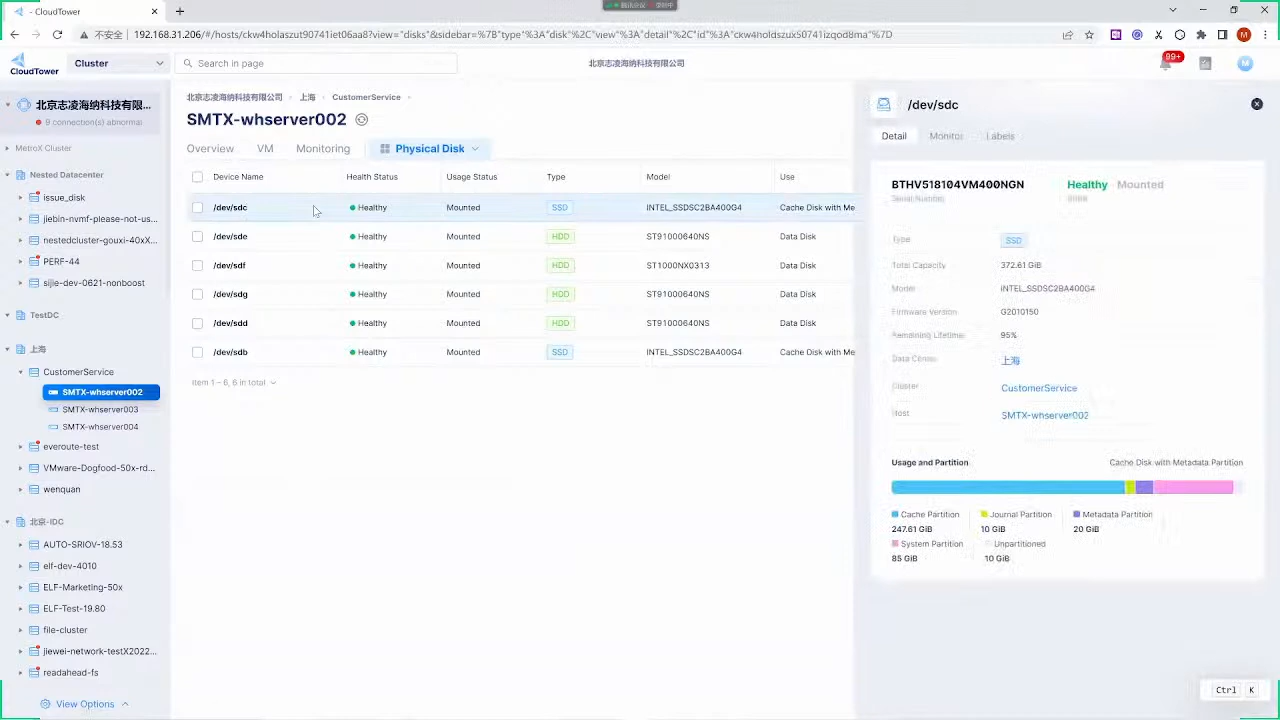 - CloudTower
不安全 192.168.31.206/#/hosts/ckw4holaszut90741iet06aa8?view="disks"&sidebar=%7B"type"%3A"disk"%2C"view"%3A"detail"%2C"id"%3A"ckw4holdszuxs0741izqod8ma"%7D
CloudTower
Cluster
Search in page
北京志凌海纳科技有限公司
99+
M
北京志凌海纳科技有限...
9 connection(s) abnormal
MetroX Cluster
Nested Datacenter
issue_disk
jiebin-nvmf-please-not-us...
nestedcluster-gouxi-40xX...
PERF-44
sijie-dev-0621-nonboost
TestDC
上海
CustomerService
SMTX-whserver002
SMTX-whserver003
SMTX-whserver004
everoute-test
VMware-Dogfood-50x-rd...
wenquan
北京-IDC
AUTO-SRIOV-18.53
elf-dev-4010
ELF-Marketing-50x
ELF-Test-19.80
file-cluster
jiewei-network-testX2022...
readahead-fs
View Options
北京志凌海纳科技有限公司 上海 CustomerService
SMTX-whserver002
Overview VM Monitoring Physical Disk
Device Name Health Status Usage Status Type Model Use
/dev/sdc Healthy Mounted SSD INTEL_SSDSC2BA400G4 Cache Disk with Me
/dev/sde Healthy Mounted HDD ST91000640NS Data Disk
/dev/sdf Healthy Mounted HDD ST1000NX0313 Data Disk
/dev/sdg Healthy Mounted HDD ST91000640NS Data Disk
/dev/sdd Healthy Mounted HDD ST91000640NS Data Disk
/dev/sdb Healthy Mounted SSD INTEL_SSDSC2BA400G4 Cache Disk with Me
Item 1 - 6, 6 in total
/dev/sdc
Detail Monitor Labels
BTHV518104VM400NGN Healthy Mounted
Serial Number
Type SSD
Total Capacity 372.61 GiB
Model INTEL_SSDSC2BA400G4
Firmware Version G2010150
Remaining Lifetime 95%
Data Center 上海
Cluster CustomerService
Host SMTX-whserver002
Usage and Partition Cache Disk with Metadata Partition
Cache Partition Journal Partition Metadata Partition
247.61 GiB 10 GiB 20 GiB
System Partition Unpartitioned
85 GiB 10 GiB
Ctrl K